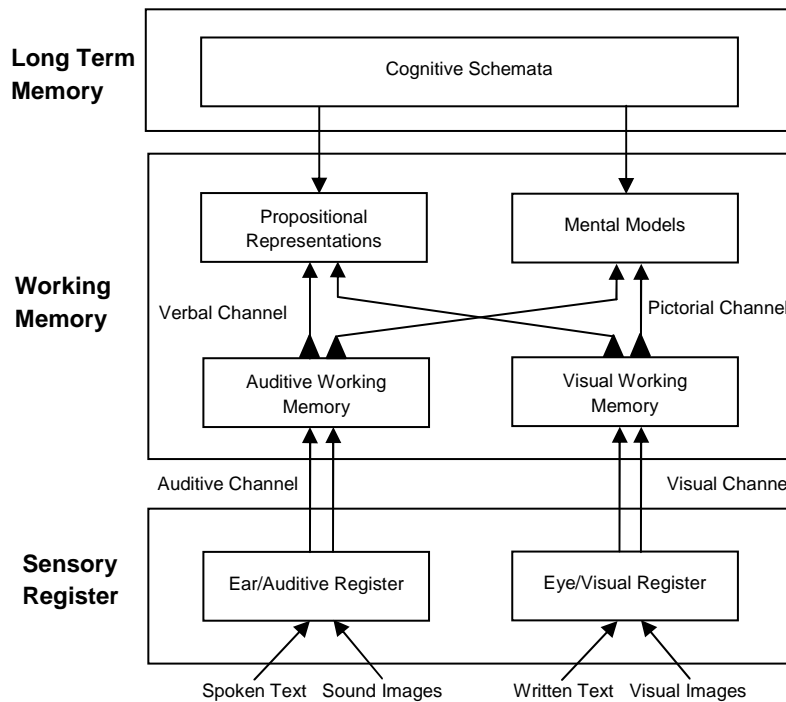 Long Term
Memory
Cognitive Schemata
Working
Memory
Propositional
Representations
Mental Models
Verbal Channel
Pictorial Channel
Auditive Working
Memory
Visual Working
Memory
Auditive Channel
Visual Channel
Sensory
Register
Ear/Auditive Register
Eye/Visual Register
Spoken Text
Sound Images
Written Text
Visual Images